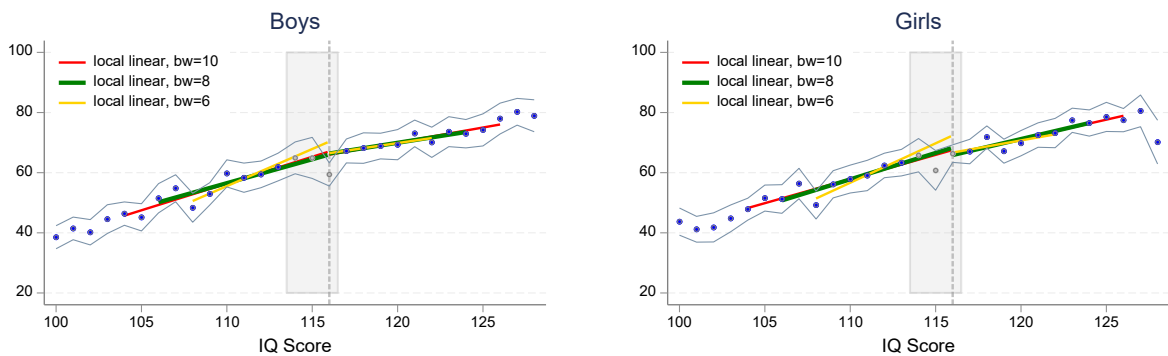 Boys
100
80
60
40
20
local linear, bw=10
local linear, bw=8
local linear, bw=6
100 105 110 115 120 125
IQ Score
Girls
100
80
60
40
20
local linear, bw=10
local linear, bw=8
local linear, bw=6
100 105 110 115 120 125
IQ Score